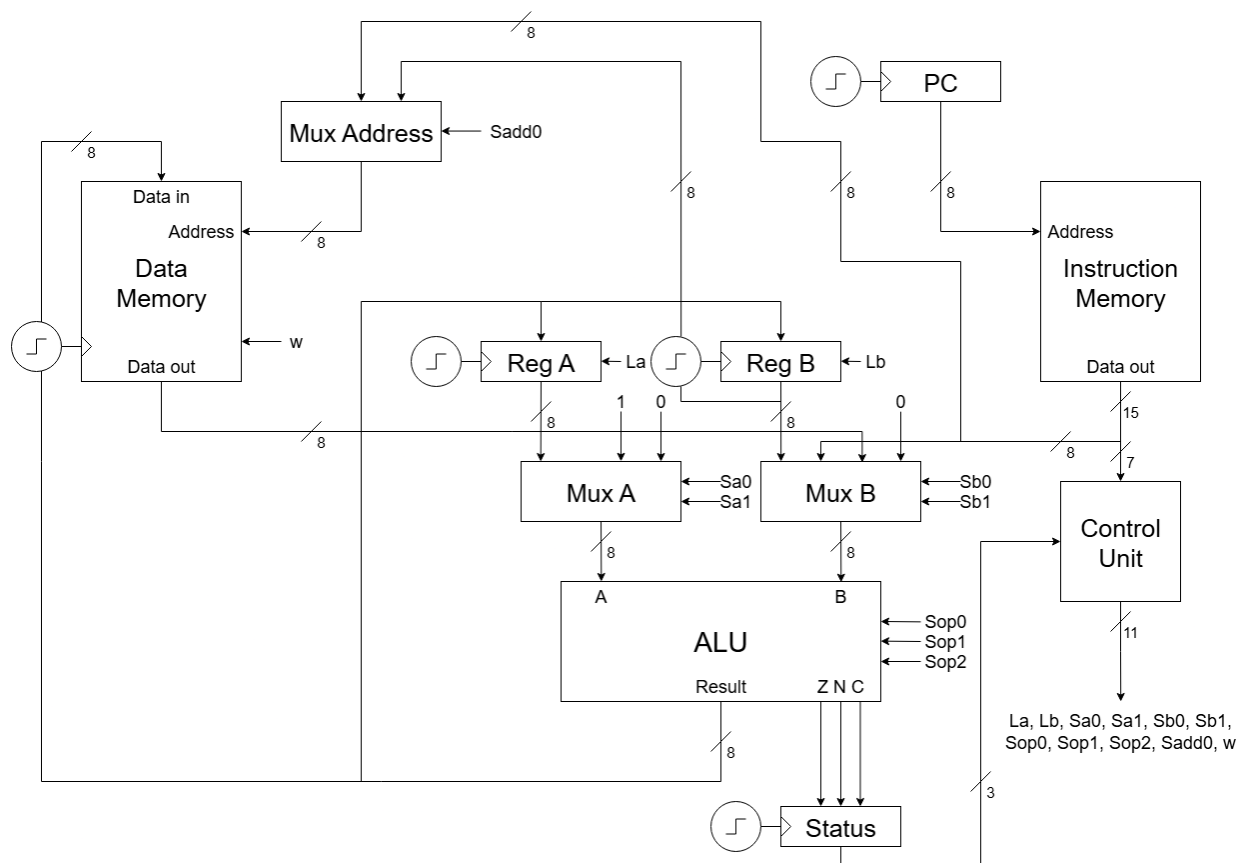 8
PC
Mux Address
Sadd0
8
8
8
8
Data in
Address
8
Data
Memory
w
Data out
Address
Instruction
Memory
Data out
15
Reg A
La
Reg B
Lb
8
1
0
8
0
8
8
7
Mux A
Sa0
Sa1
Mux B
Sb0
Sb1
Control
Unit
8
8
A
B
ALU
Sop0
Sop1
Sop2
11
Result
Z N C
8
La, Lb, Sa0, Sa1, Sb0, Sb1,
Sop0, Sop1, Sop2, Sadd0, w
3
Status